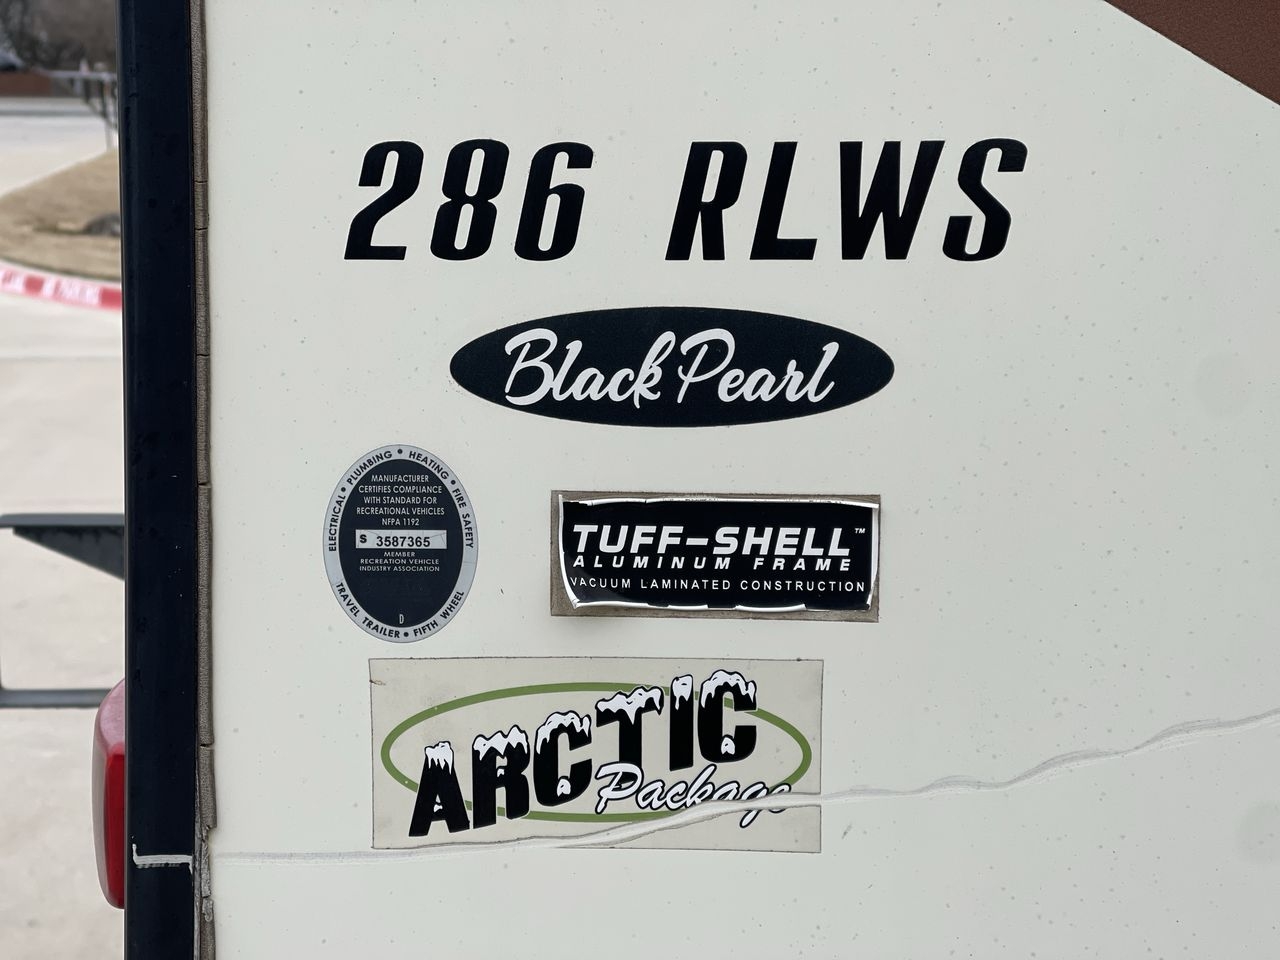 286 RLWS
Black Pearl
ELECTRICAL • PLUMBING • HEATING • FIRE SAFETY
MANUFACTURER
CERTIFIES COMPLIANCE
WITH STANDARD FOR
RECREATIONAL VEHICLES
NFPA 1192
S 3587365
MEMBER
RECREATION VEHICLE
INDUSTRY ASSOCIATION
D
TRAVEL TRAILER • FIFTH WHEEL
TUFF-SHELL™
ALUMINUM FRAME
VACUUM LAMINATED CONSTRUCTION
ARCTIC
Package